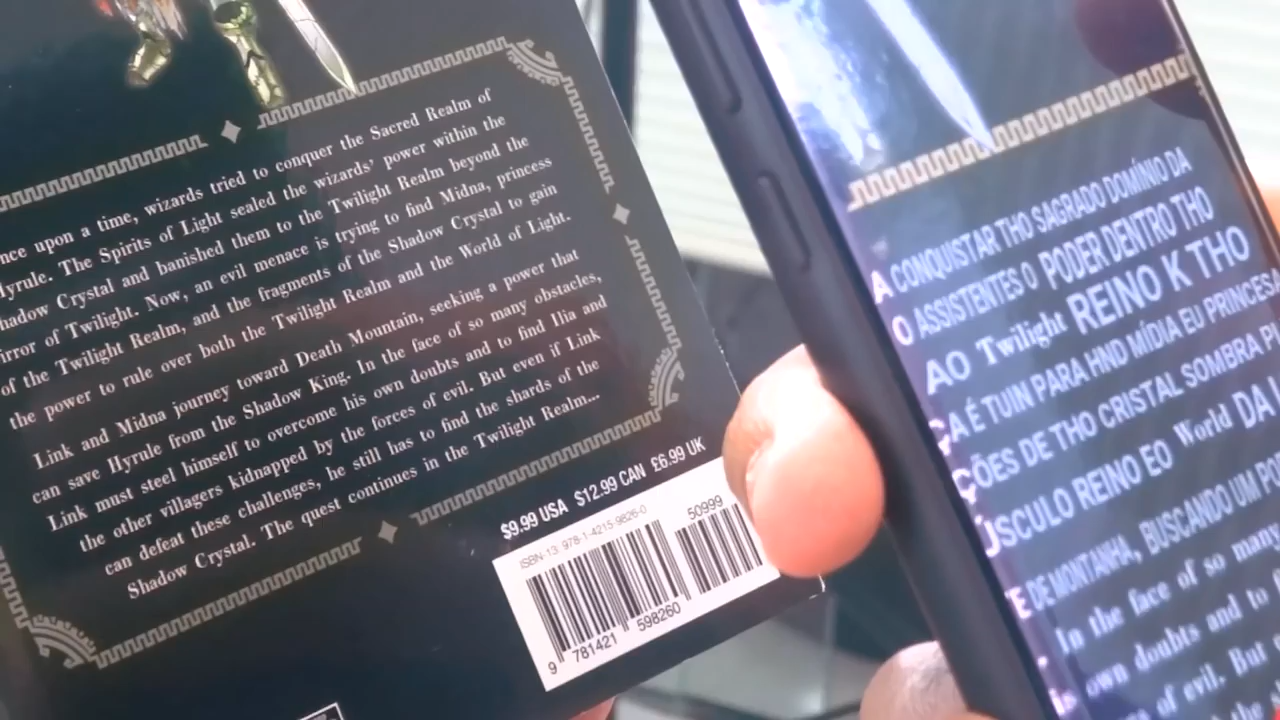 nce upon a time, wizards tried to conquer the Sacred Realm of
Hyrule. The Spirits of Light sealed the wizards' power within the
hadow Crystal and banished them to the Twilight Realm beyond the
irror of Twilight. Now, an evil menace is trying to find Midna, princess
of the Twilight Realm, and the fragments of the Shadow Crystal to gain
the power to rule over both the Twilight Realm and the World of Light.
Link and Midna journey toward Death Mountain, seeking a power that
can save Hyrule from the Shadow King. In the face of so many obstacles,
Link must steel himself to overcome his own doubts and to find Ilia and
the other villagers kidnapped by the forces of evil. But even if Link
can defeat these challenges, he still has to find the shards of the
Shadow Crystal. The quest continues in the Twilight Realm...
$9.99 USA $12.99 CAN £6.99 UK
ISBN-13: 978-1-4215-9826-0
50999
9 781421 598260
A CONQUISTAR THO SAGRADO DOMÍNIO DA
O ASSISTENTES O PODER DENTRO THO
AO Twilight REINO K THO
ÇA É TUIN PARA HND MÍDIA EU PRINCESA
ÇÕES DE THO CRISTAL SOMBRA
ÚSCULO REINO EO World DA
TE DE MONTANHA, BUSCANDO UM
In the face of so many
own doubts and to
of evil. But